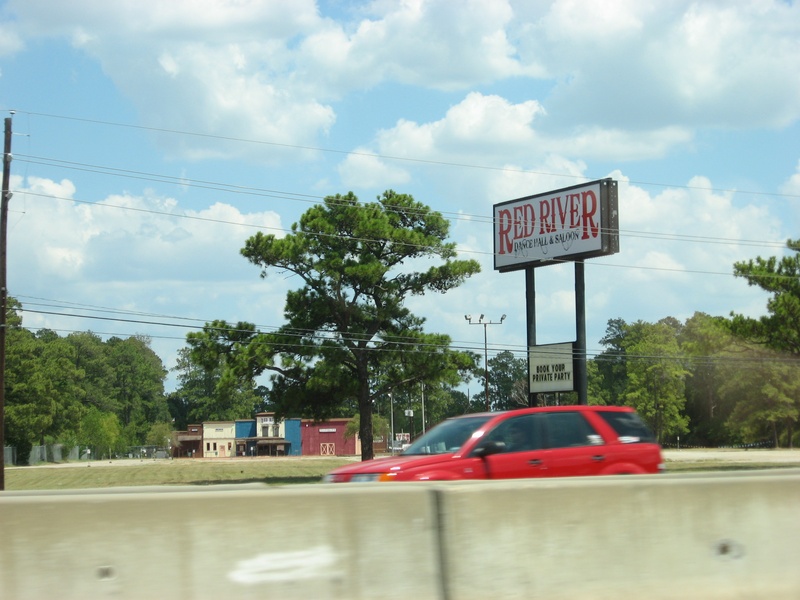 RED RIVER
DANCE HALL & SALOON
BOOK YOUR
PRIVATE PARTY